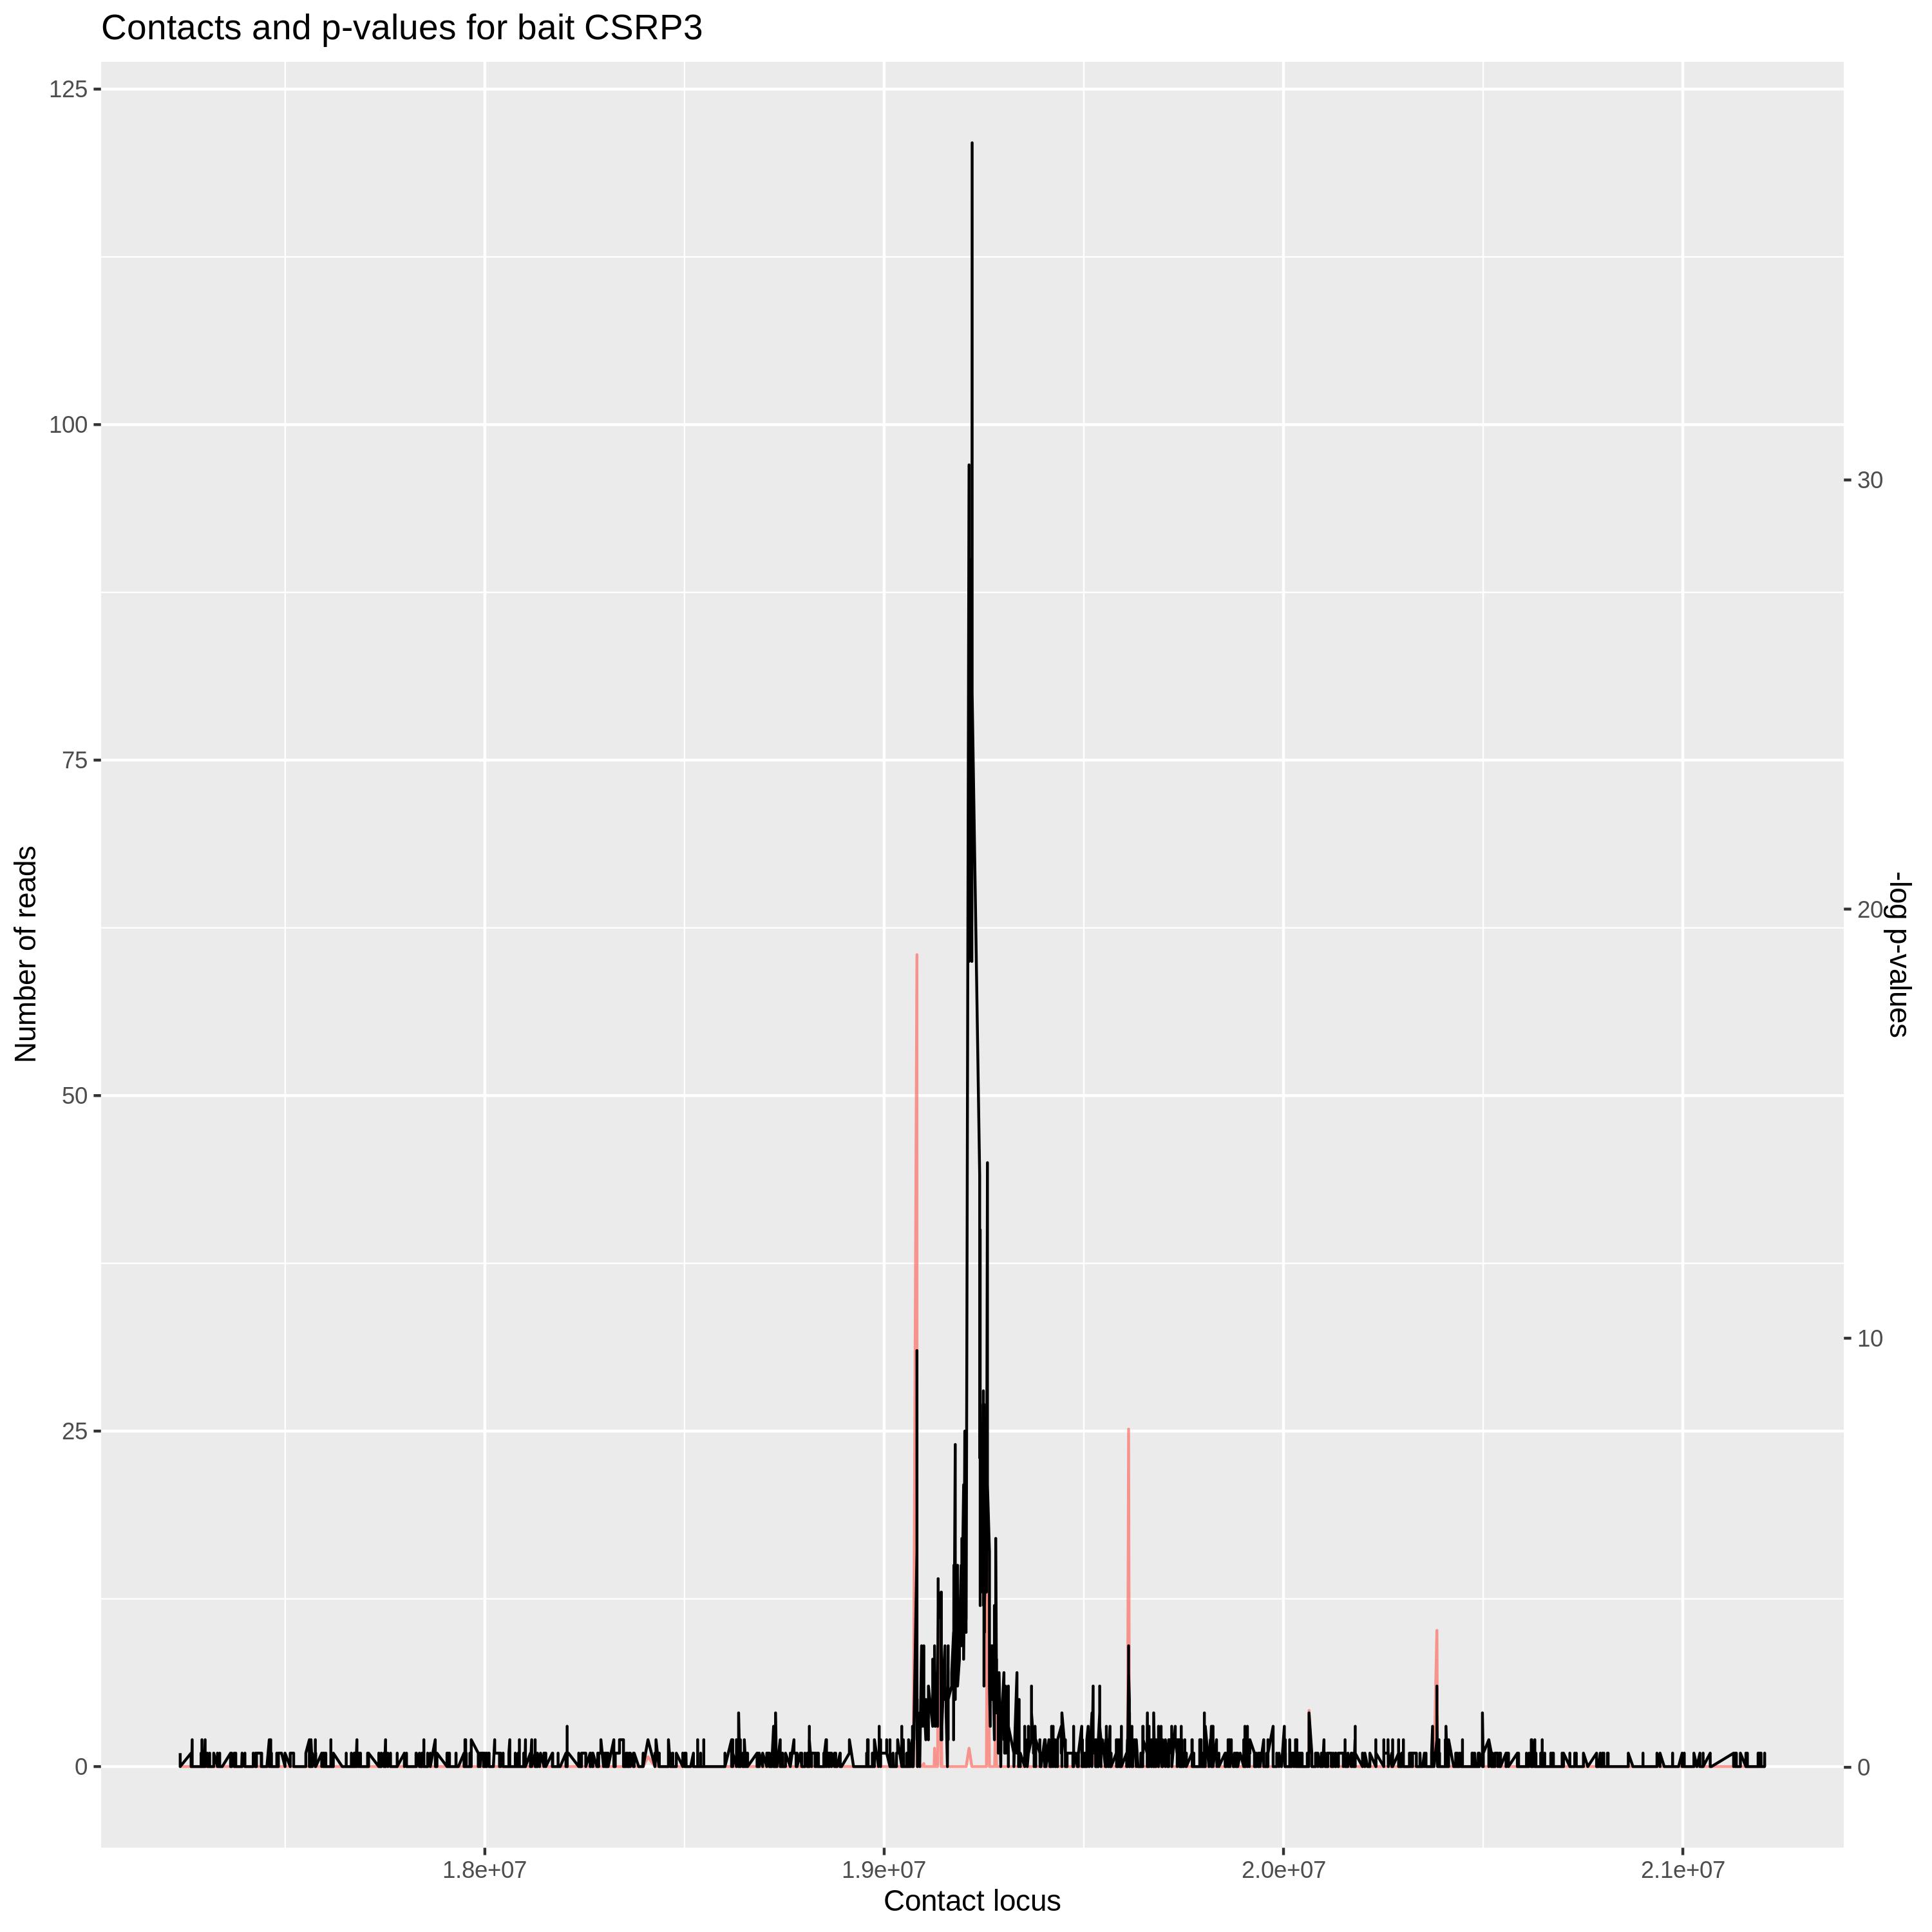 Contacts and p-values for bait CSRP3
125
100
75
50
25
0
Number of reads
30
20
10
0
-log p-values
1.8e+07
1.9e+07
2.0e+07
2.1e+07
Contact locus